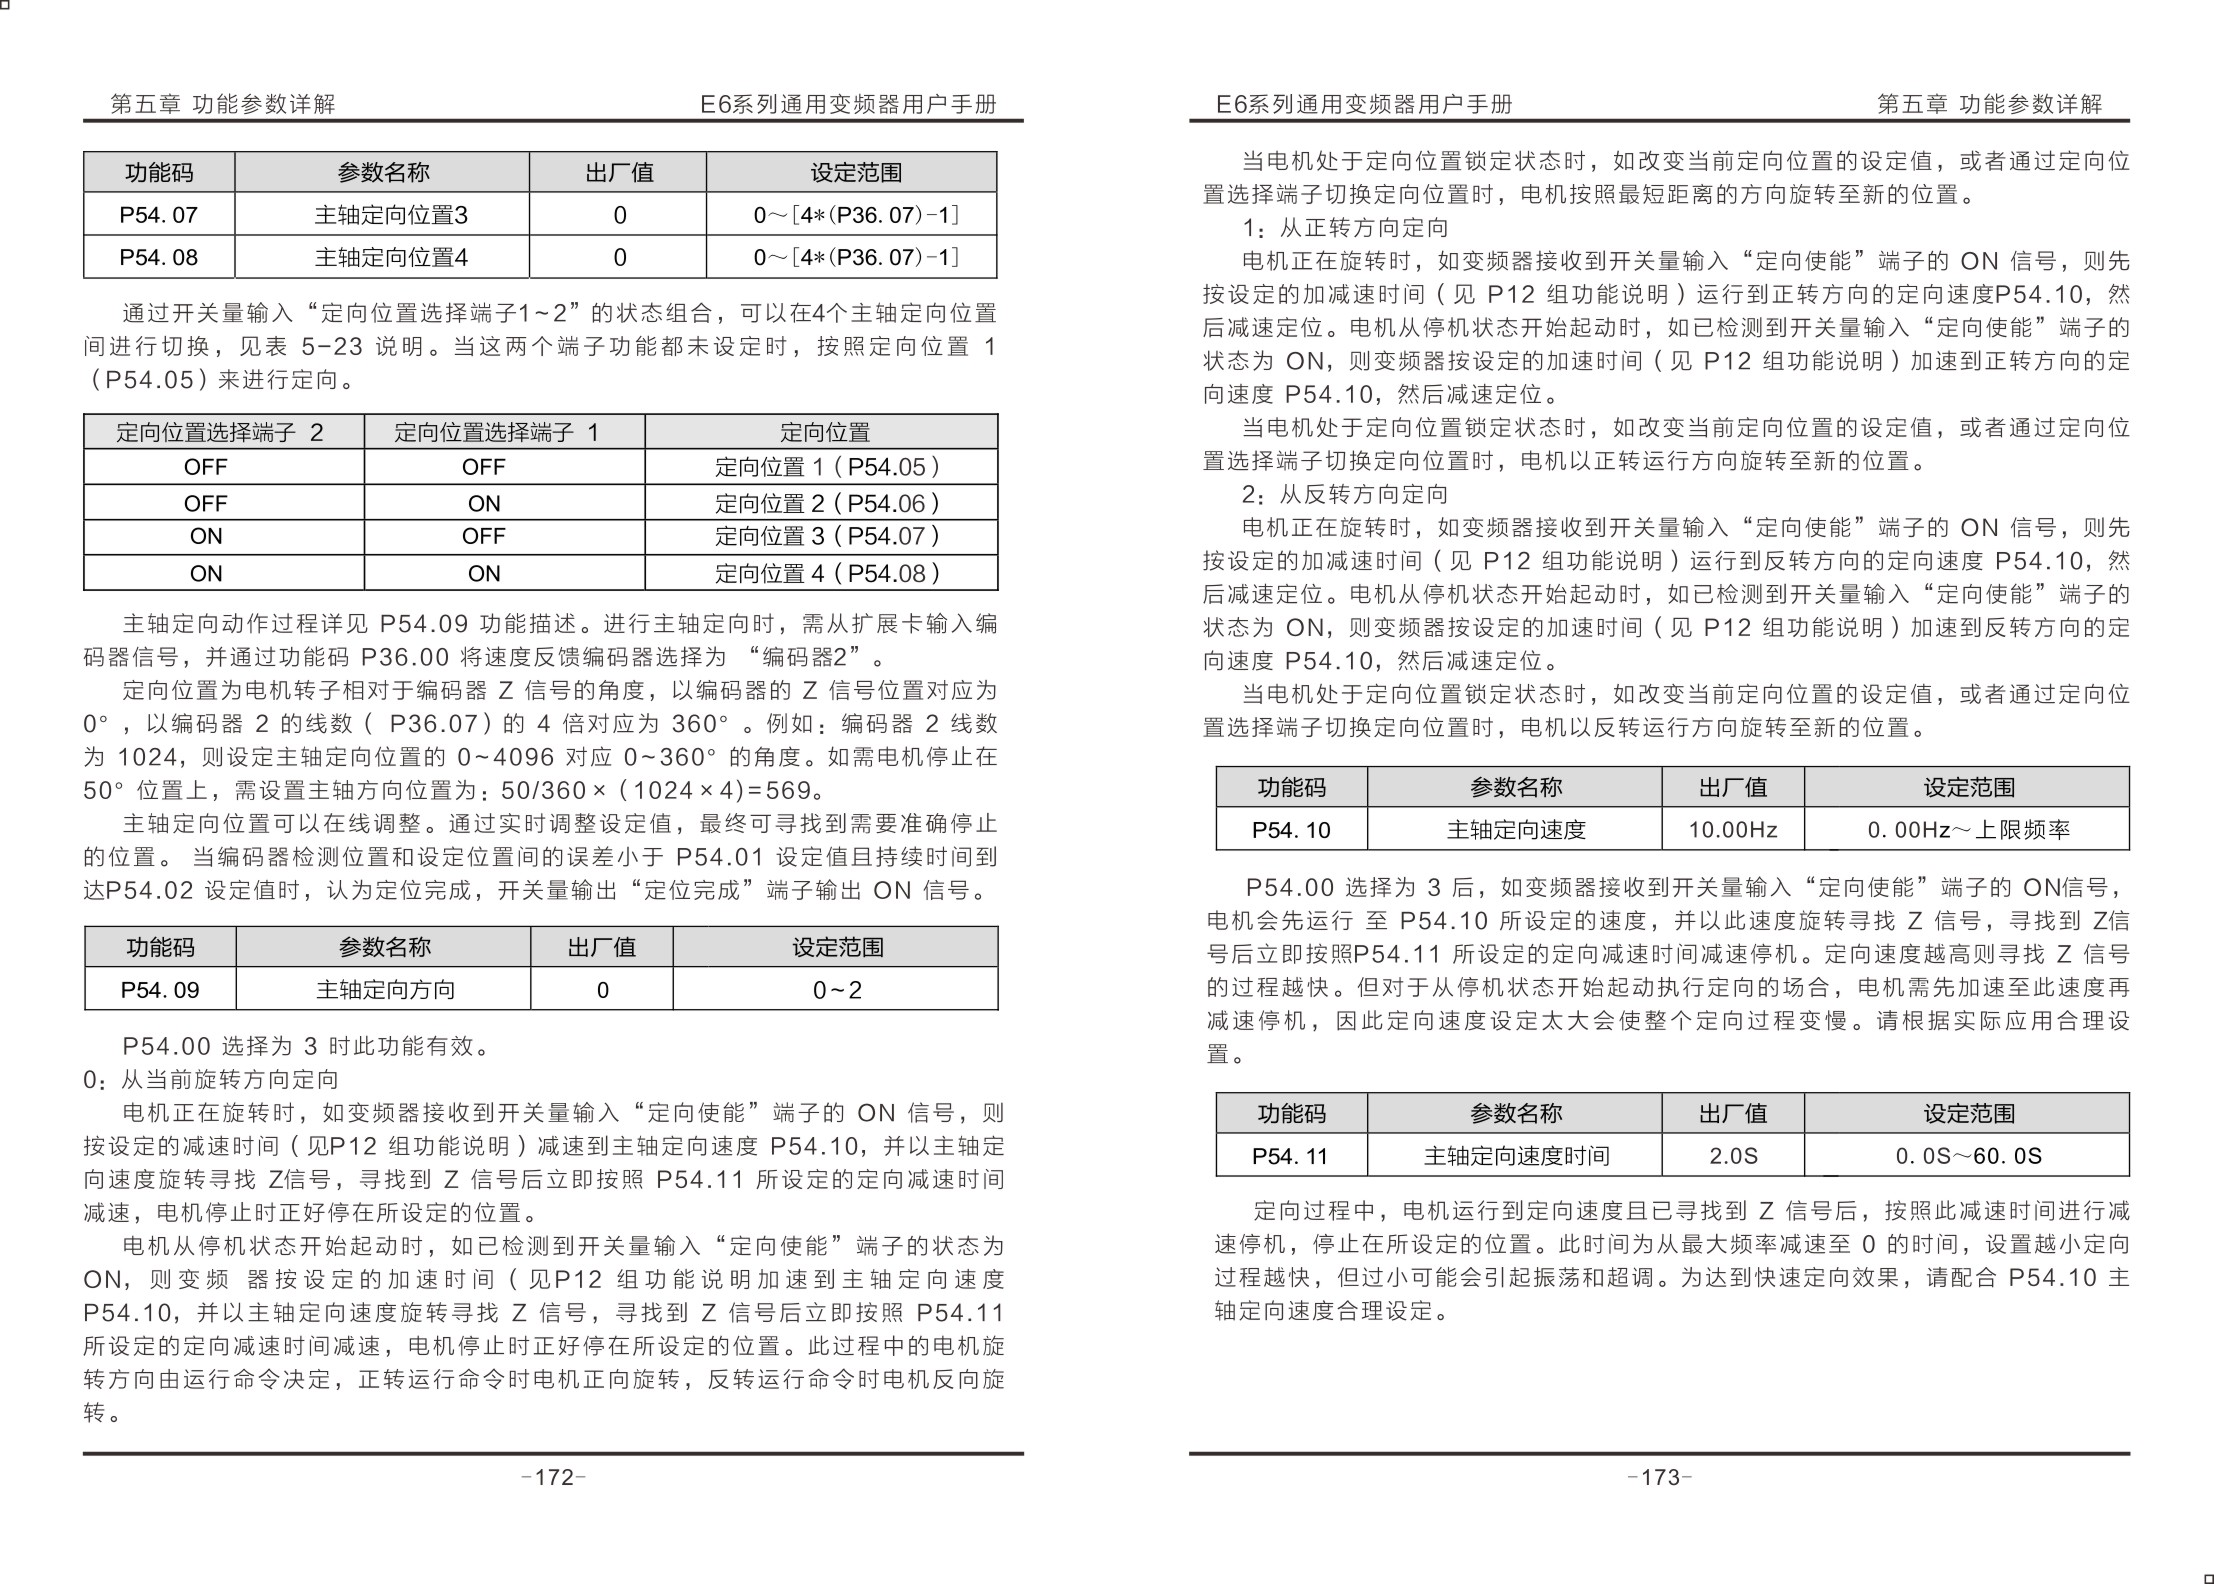 第五章 功能参数详解 E6系列通用变频器用户手册
功能码 参数名称 出厂值 设定范围
P54.07 主轴定向位置3 0 0～[4*(P36.07)-1]
P54.08 主轴定向位置4 0 0～[4*(P36.07)-1]
通过开关量输入“定向位置选择端子1~2”的状态组合，可以在4个主轴定向位置
间进行切换，见表 5-23 说明。当这两个端子功能都未设定时，按照定向位置 1
（P54.05）来进行定向。
定向位置选择端子 2 定向位置选择端子 1 定向位置
OFF OFF 定向位置 1（P54.05）
OFF ON 定向位置 2（P54.06）
ON OFF 定向位置 3（P54.07）
ON ON 定向位置 4（P54.08）
主轴定向动作过程详见 P54.09 功能描述。进行主轴定向时，需从扩展卡输入编
码器信号，并通过功能码 P36.00 将速度反馈编码器选择为 “编码器2”。
定向位置为电机转子相对于编码器 Z 信号的角度，以编码器的 Z 信号位置对应为
0°，以编码器 2 的线数（ P36.07）的 4 倍对应为 360°。例如：编码器 2 线数
为 1024，则设定主轴定向位置的 0~4096 对应 0~360° 的角度。如需电机停止在
50° 位置上，需设置主轴方向位置为：50/360×（1024×4)=569。
主轴定向位置可以在线调整。通过实时调整设定值，最终可寻找到需要准确停止
的位置。 当编码器检测位置和设定位置间的误差小于 P54.01 设定值且持续时间到
达P54.02 设定值时，认为定位完成，开关量输出“定位完成”端子输出 ON 信号。
功能码 参数名称 出厂值 设定范围
P54.09 主轴定向方向 0 0~2
P54.00 选择为 3 时此功能有效。
0：从当前旋转方向定向
电机正在旋转时，如变频器接收到开关量输入“定向使能”端子的 ON 信号，则
按设定的减速时间（见P12 组功能说明）减速到主轴定向速度 P54.10，并以主轴定
向速度旋转寻找 Z信号，寻找到 Z 信号后立即按照 P54.11 所设定的定向减速时间
减速，电机停止时正好停在所设定的位置。
电机从停机状态开始起动时，如已检测到开关量输入“定向使能”端子的状态为
ON，则变频 器按设定的加速时间（见P12 组功能说明加速到主轴定向速度
P54.10，并以主轴定向速度旋转寻找 Z 信号，寻找到 Z 信号后立即按照 P54.11
所设定的定向减速时间减速，电机停止时正好停在所设定的位置。此过程中的电机旋
转方向由运行命令决定，正转运行命令时电机正向旋转，反转运行命令时电机反向旋
转。
-172-
E6系列通用变频器用户手册 第五章 功能参数详解
当电机处于定向位置锁定状态时，如改变当前定向位置的设定值，或者通过定向位
置选择端子切换定向位置时，电机按照最短距离的方向旋转至新的位置。
1：从正转方向定向
电机正在旋转时，如变频器接收到开关量输入“定向使能”端子的 ON 信号，则先
按设定的加减速时间（见 P12 组功能说明）运行到正转方向的定向速度P54.10，然
后减速定位。电机从停机状态开始起动时，如已检测到开关量输入“定向使能”端子的
状态为 ON，则变频器按设定的加速时间（见 P12 组功能说明）加速到正转方向的定
向速度 P54.10，然后减速定位。
当电机处于定向位置锁定状态时，如改变当前定向位置的设定值，或者通过定向位
置选择端子切换定向位置时，电机以正转运行方向旋转至新的位置。
2：从反转方向定向
电机正在旋转时，如变频器接收到开关量输入“定向使能”端子的 ON 信号，则先
按设定的加减速时间（见 P12 组功能说明）运行到反转方向的定向速度 P54.10，然
后减速定位。电机从停机状态开始起动时，如已检测到开关量输入“定向使能”端子的
状态为 ON，则变频器按设定的加速时间（见 P12 组功能说明）加速到反转方向的定
向速度 P54.10，然后减速定位。
当电机处于定向位置锁定状态时，如改变当前定向位置的设定值，或者通过定向位
置选择端子切换定向位置时，电机以反转运行方向旋转至新的位置。
功能码 参数名称 出厂值 设定范围
P54.10 主轴定向速度 10.00Hz 0.00Hz～上限频率
P54.00 选择为 3 后，如变频器接收到开关量输入“定向使能”端子的 ON信号，
电机会先运行 至 P54.10 所设定的速度，并以此速度旋转寻找 Z 信号，寻找到 Z信
号后立即按照P54.11 所设定的定向减速时间减速停机。定向速度越高则寻找 Z 信号
的过程越快。但对于从停机状态开始起动执行定向的场合，电机需先加速至此速度再
减速停机，因此定向速度设定太大会使整个定向过程变慢。请根据实际应用合理设
置。
功能码 参数名称 出厂值 设定范围
P54.11 主轴定向速度时间 2.0S 0.0S～60.0S
定向过程中，电机运行到定向速度且已寻找到 Z 信号后，按照此减速时间进行减
速停机，停止在所设定的位置。此时间为从最大频率减速至 0 的时间，设置越小定向
过程越快，但过小可能会引起振荡和超调。为达到快速定向效果，请配合 P54.10 主
轴定向速度合理设定。
-173-